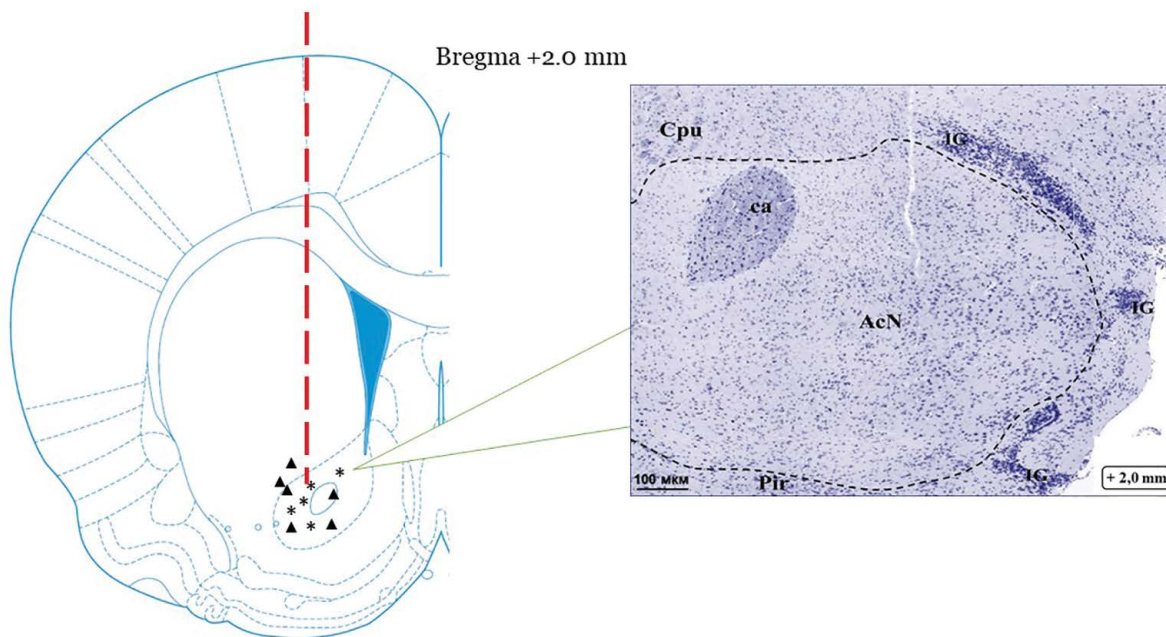 Bregma +2.0 mm
Cpu
IG
ca
AcN
IG
Pir
IG
100 мкм
+ 2,0 mm